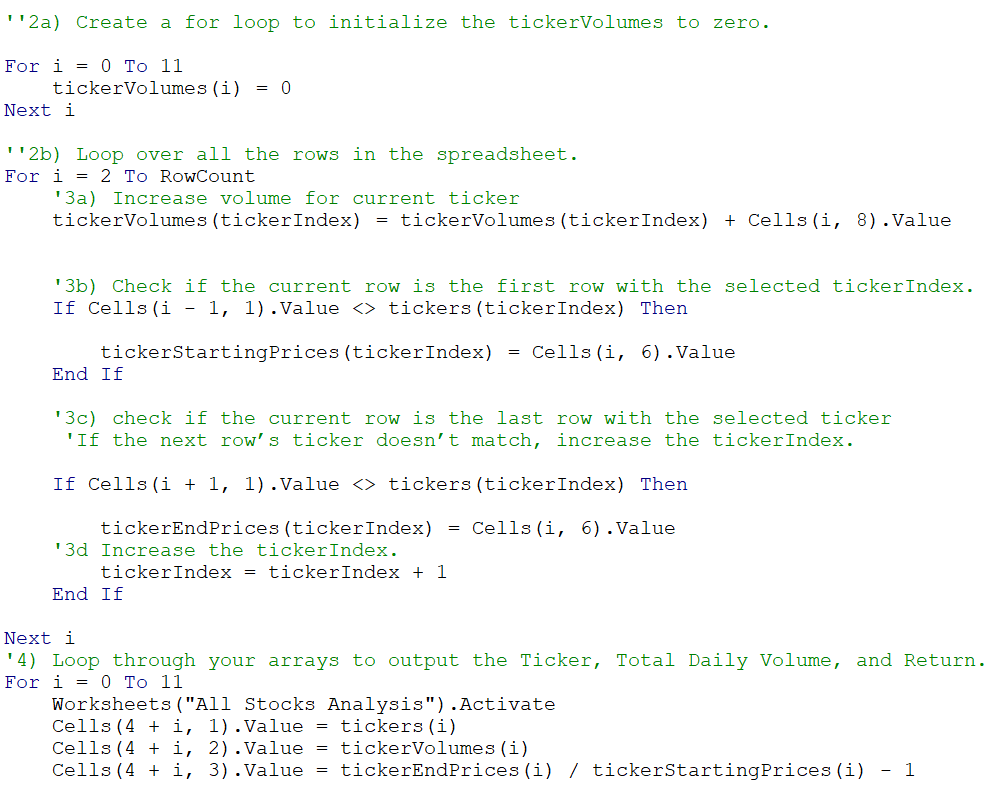 ''2a) Create a for loop to initialize the tickerVolumes to zero.
For i = 0 To 11
tickerVolumes(i) = 0
Next i
''2b) Loop over all the rows in the spreadsheet.
For i = 2 To RowCount
'3a) Increase volume for current ticker
tickerVolumes(tickerIndex) = tickerVolumes(tickerIndex) + Cells(i, 8).Value
'3b) Check if the current row is the first row with the selected tickerIndex.
If Cells(i - 1, 1).Value <> tickers(tickerIndex) Then
tickerStartingPrices(tickerIndex) = Cells(i, 6).Value
End If
'3c) check if the current row is the last row with the selected ticker
'If the next row’s ticker doesn’t match, increase the tickerIndex.
If Cells(i + 1, 1).Value <> tickers(tickerIndex) Then
tickerEndPrices(tickerIndex) = Cells(i, 6).Value
'3d Increase the tickerIndex.
tickerIndex = tickerIndex + 1
End If
Next i
'4) Loop through your arrays to output the Ticker, Total Daily Volume, and Return.
For i = 0 To 11
Worksheets("All Stocks Analysis").Activate
Cells(4 + i, 1).Value = tickers(i)
Cells(4 + i, 2).Value = tickerVolumes(i)
Cells(4 + i, 3).Value = tickerEndPrices(i) / tickerStartingPrices(i) - 1